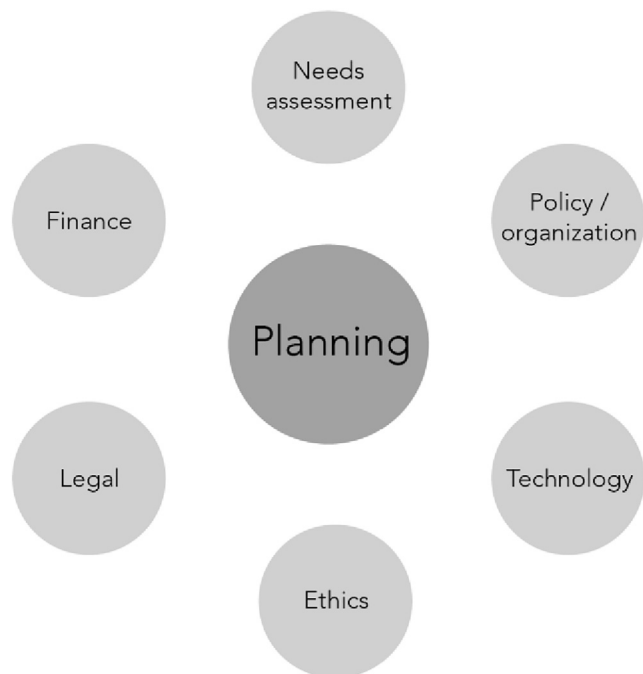 Needs
assessment
Finance
Policy /
organization
Planning
Legal
Technology
Ethics